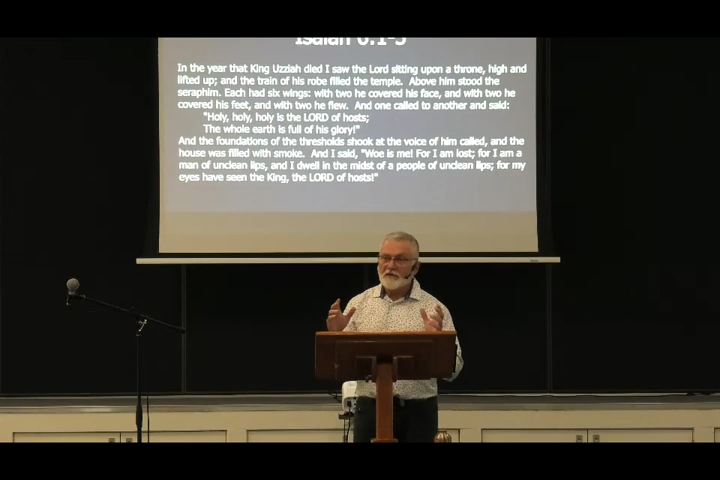 Isaiah 6:1-5
In the year that King Uzziah died I saw the Lord sitting upon a throne, high and
lifted up; and the train of his robe filled the temple.  Above him stood the
seraphim. Each had six wings: with two he covered his face, and with two he
covered his feet, and with two he flew.  And one called to another and said:
"Holy, holy, holy is the LORD of hosts;
The whole earth is full of his glory!"
And the foundations of the thresholds shook at the voice of him called, and the
house was filled with smoke.  And I said, "Woe is me! For I am lost; for I am a
man of unclean lips, and I dwell in the midst of a people of unclean lips; for my
eyes have seen the King, the LORD of hosts!"